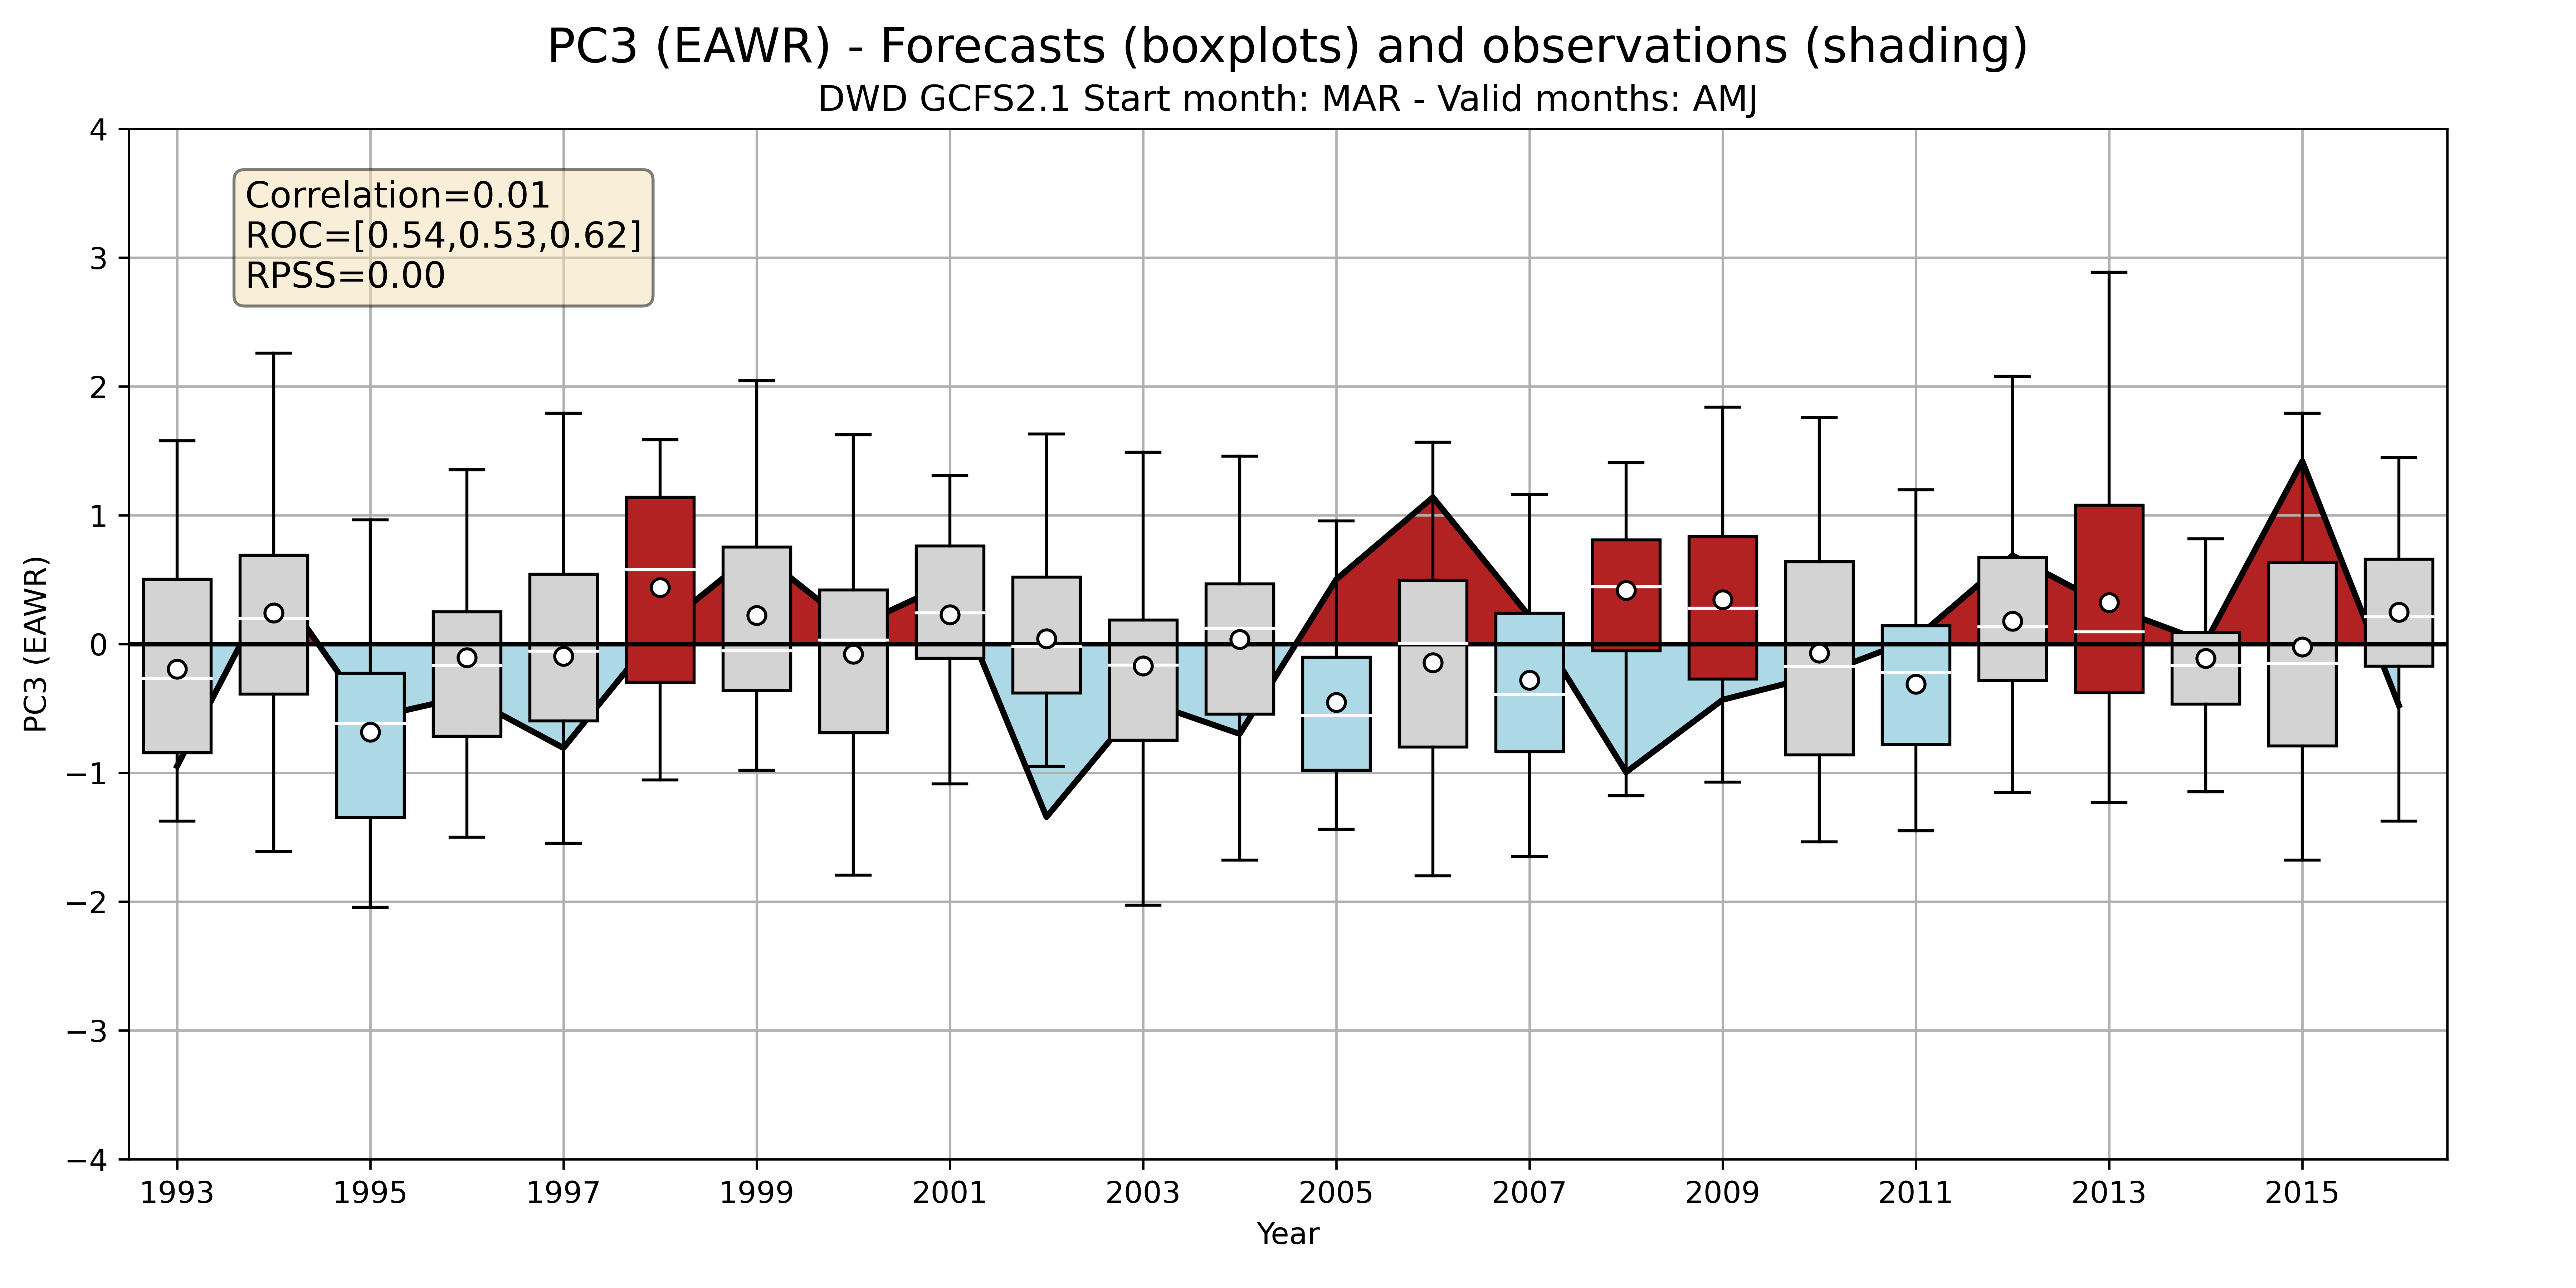 PC3 (EAWR) - Forecasts (boxplots) and observations (shading)
DWD GCFS2.1 Start month: MAR - Valid months: AMJ
Correlation=0.01
ROC=[0.54,0.53,0.62]
RPSS=0.00
PC3 (EAWR)
4
3
2
1
0
−1
−2
−3
−4
1993 1995 1997 1999 2001 2003 2005 2007 2009 2011 2013 2015
Year